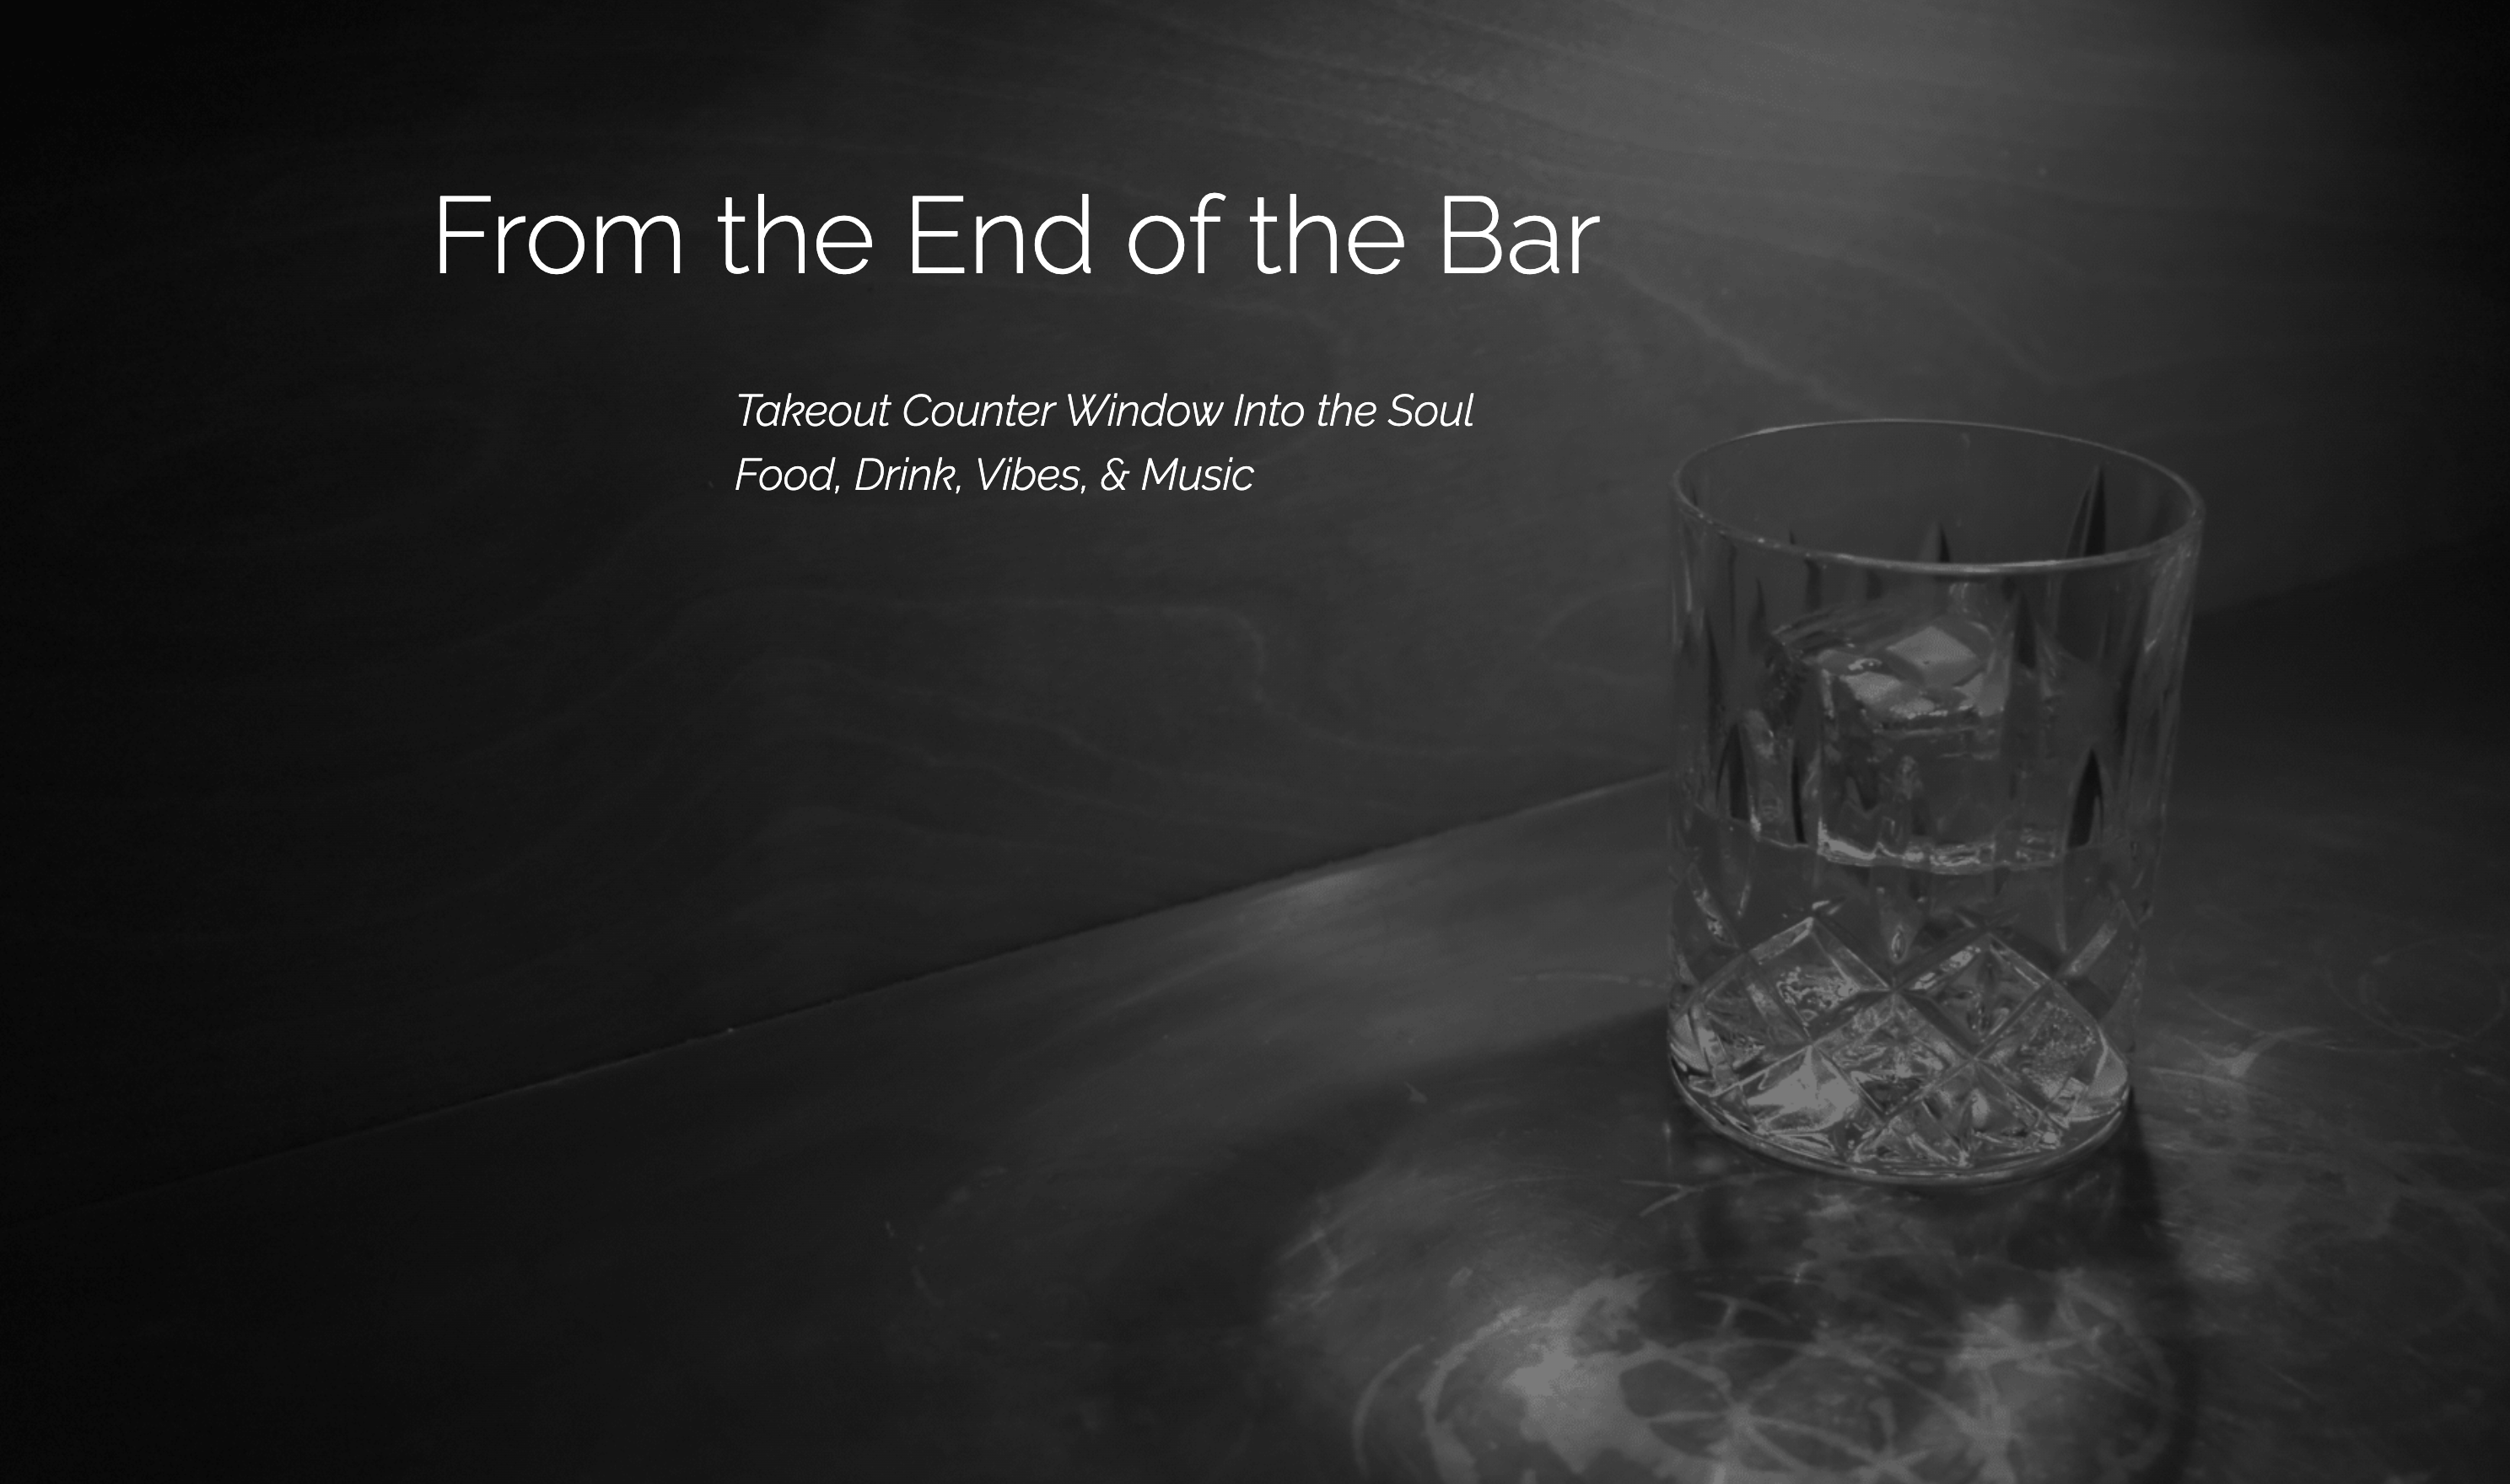 From the End of the Bar
Takeout Counter Window Into the Soul
Food, Drink, Vibes, & Music